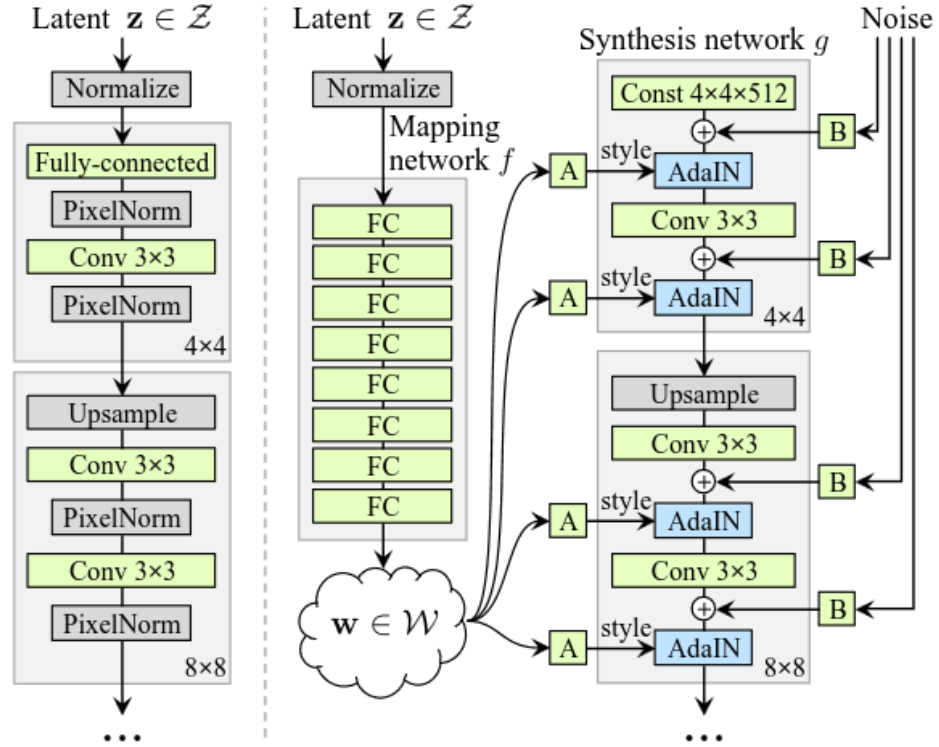 Latent z ∈ 𝒵
Normalize
Fully-connected
PixelNorm
Conv 3×3
PixelNorm
4×4
Upsample
Conv 3×3
PixelNorm
Conv 3×3
PixelNorm
8×8
...
Latent z ∈ 𝒵
Normalize
Mapping
network f
FC
FC
FC
FC
FC
FC
FC
FC
w ∈ 𝒲
Noise
Synthesis network g
Const 4×4×512
B
A
style
AdaIN
Conv 3×3
B
A
style
AdaIN
4×4
Upsample
Conv 3×3
B
A
style
AdaIN
Conv 3×3
B
A
style
AdaIN
8×8
...